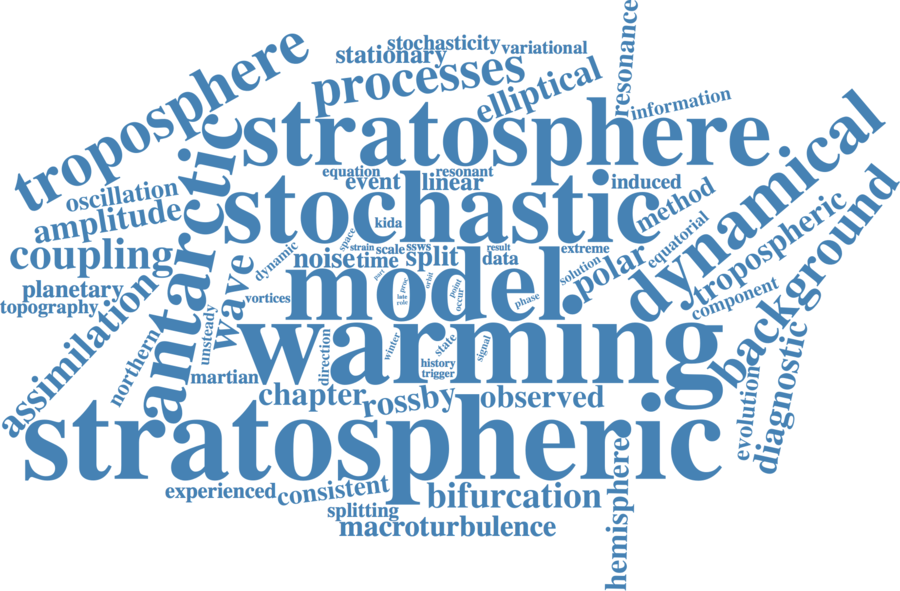 troposphere
stochasticity
variational
stationary
processes
resonance
elliptical
information
stratosphere
dynamical
antarctic
equation
resonant
event
linear
induced
method
oscillation
amplitude
stochastic
kida
equatorial
tropospheric
background
coupling
space
strain
scale
ssws
result
extreme
dynamic
noise
time
split
data
solution
polar
planetary
topography
wave
vortices
model
prior
orbit
late
role
point
occur
phase
component
assimilation
unsteady
northern
warming
direction
winter
state
signal
history
trigger
martian
chapter
rossby
observed
evolution
diagnostic
stratospheric
experienced
consistent
bifurcation
hemisphere
splitting
macroturbulence